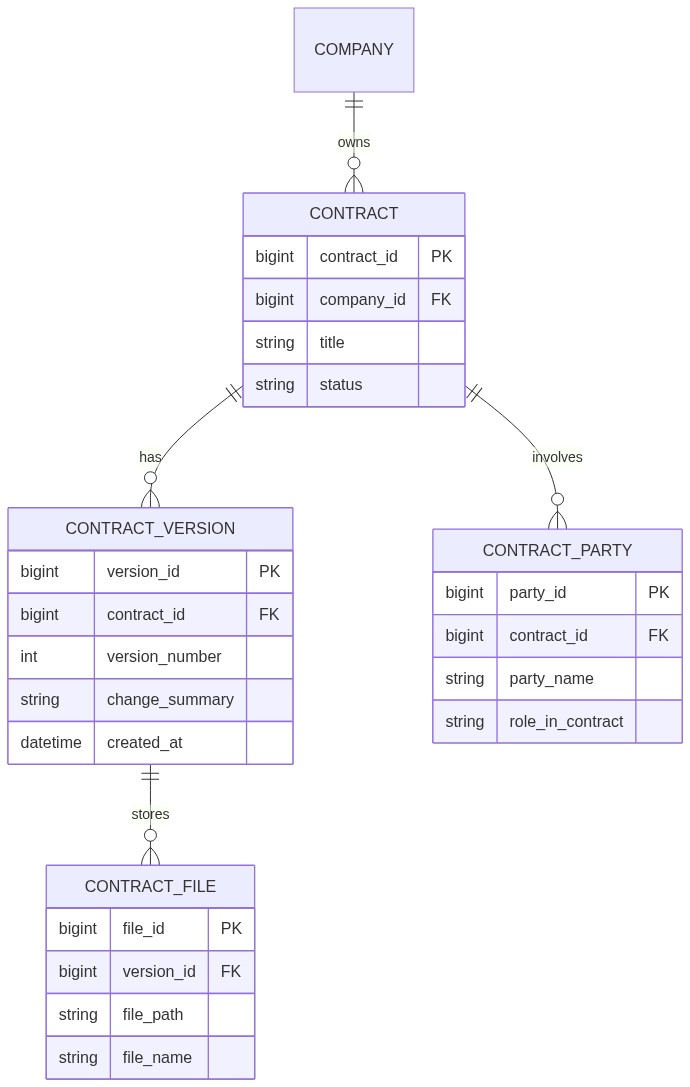 COMPANY
owns
CONTRACT
bigint contract_id PK
bigint company_id FK
string title
string status
has
involves
CONTRACT_VERSION
bigint version_id PK
bigint contract_id FK
int version_number
string change_summary
datetime created_at
CONTRACT_PARTY
bigint party_id PK
bigint contract_id FK
string party_name
string role_in_contract
stores
CONTRACT_FILE
bigint file_id PK
bigint version_id FK
string file_path
string file_name